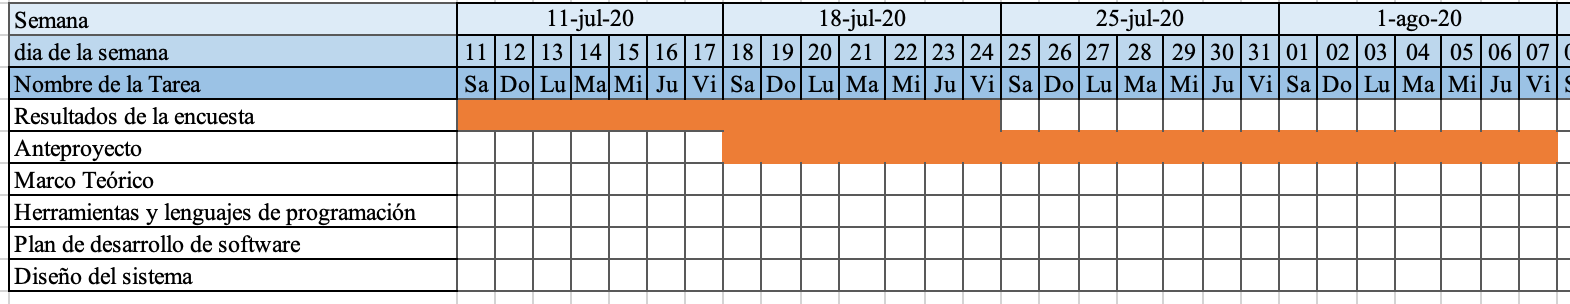 Semana 11-jul-20 18-jul-20 25-jul-20 1-ago-20
dia de la semana 11 12 13 14 15 16 17 18 19 20 21 22 23 24 25 26 27 28 29 30 31 01 02 03 04 05 06 07
Nombre de la Tarea Sa Do Lu Ma Mi Ju Vi Sa Do Lu Ma Mi Ju Vi Sa Do Lu Ma Mi Ju Vi Sa Do Lu Ma Mi Ju Vi
Resultados de la encuesta
Anteproyecto
Marco Teórico
Herramientas y lenguajes de programación
Plan de desarrollo de software
Diseño del sistema